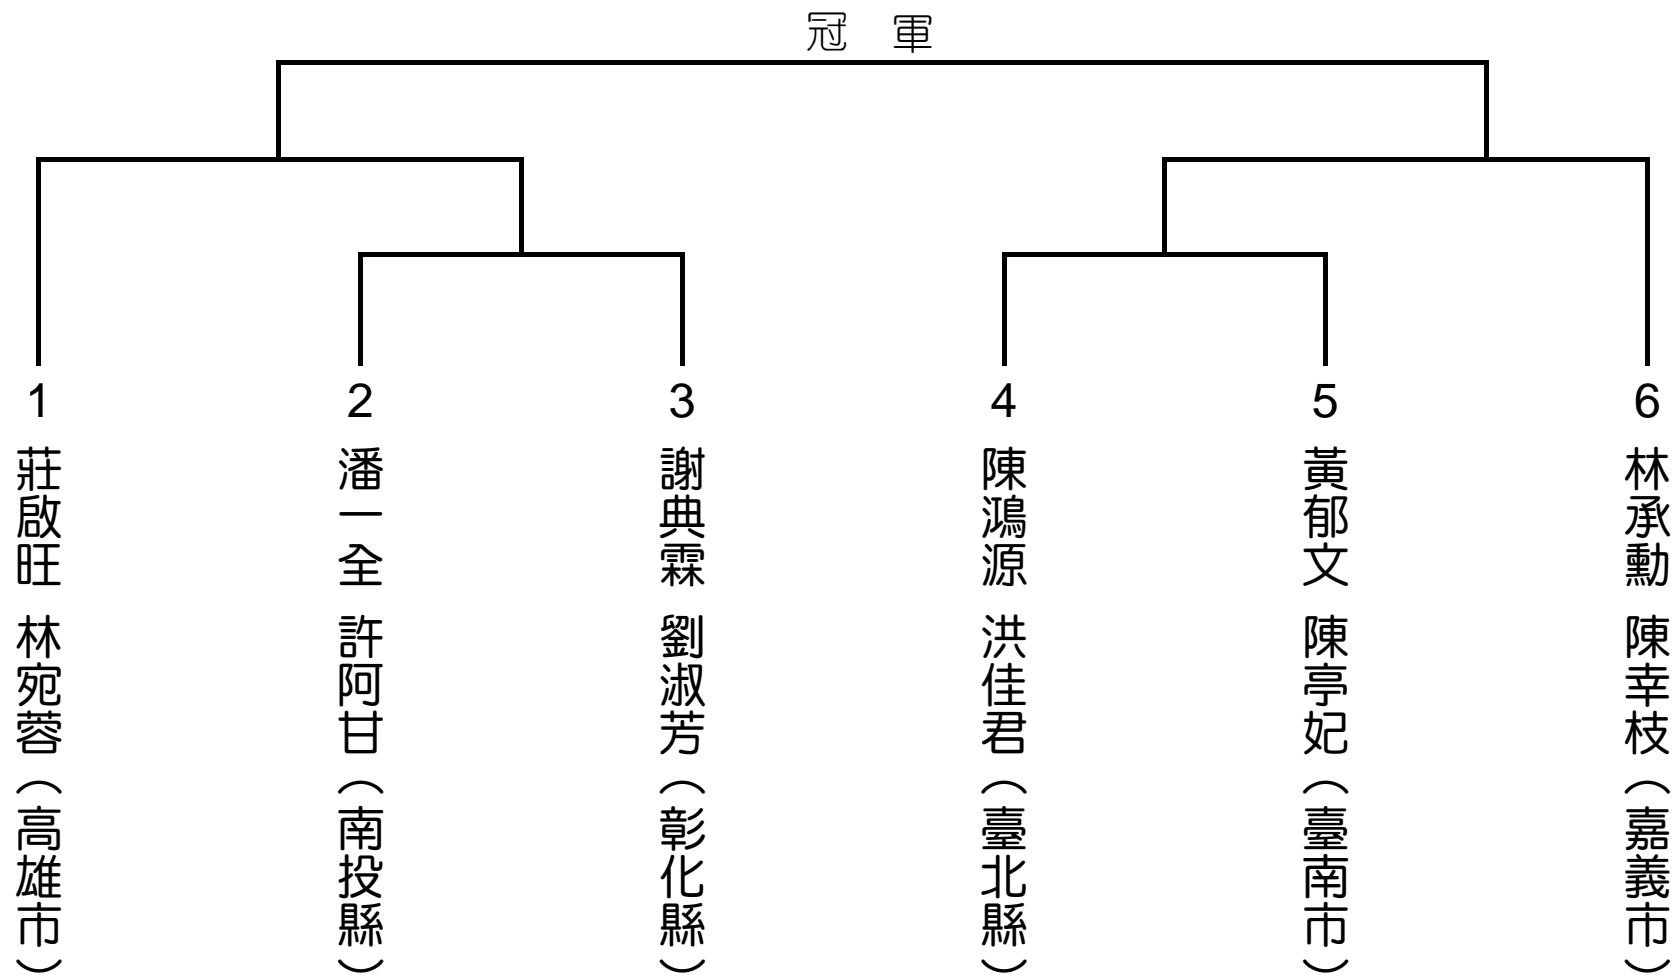 冠 軍
1 莊啟旺 林宛蓉（高雄市）
2 潘一全 許阿甘（南投縣）
3 謝典霖 劉淑芳（彰化縣）
4 陳鴻源 洪佳君（臺北縣）
5 黃郁文 陳亭妃（臺南市）
6 林承勳 陳幸枝（嘉義市）